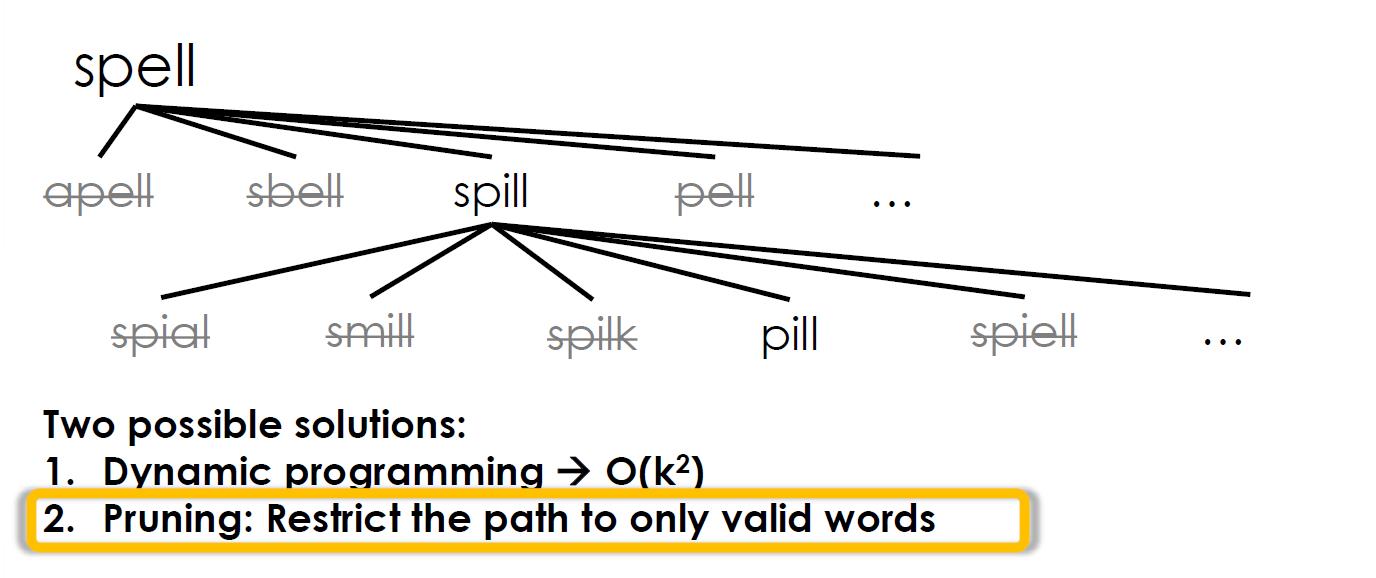 spell
apell sbell spill pell ...
spial smill spilk pill spiell ...
Two possible solutions:
1. Dynamic programming → O(k²)
2. Pruning: Restrict the path to only valid words